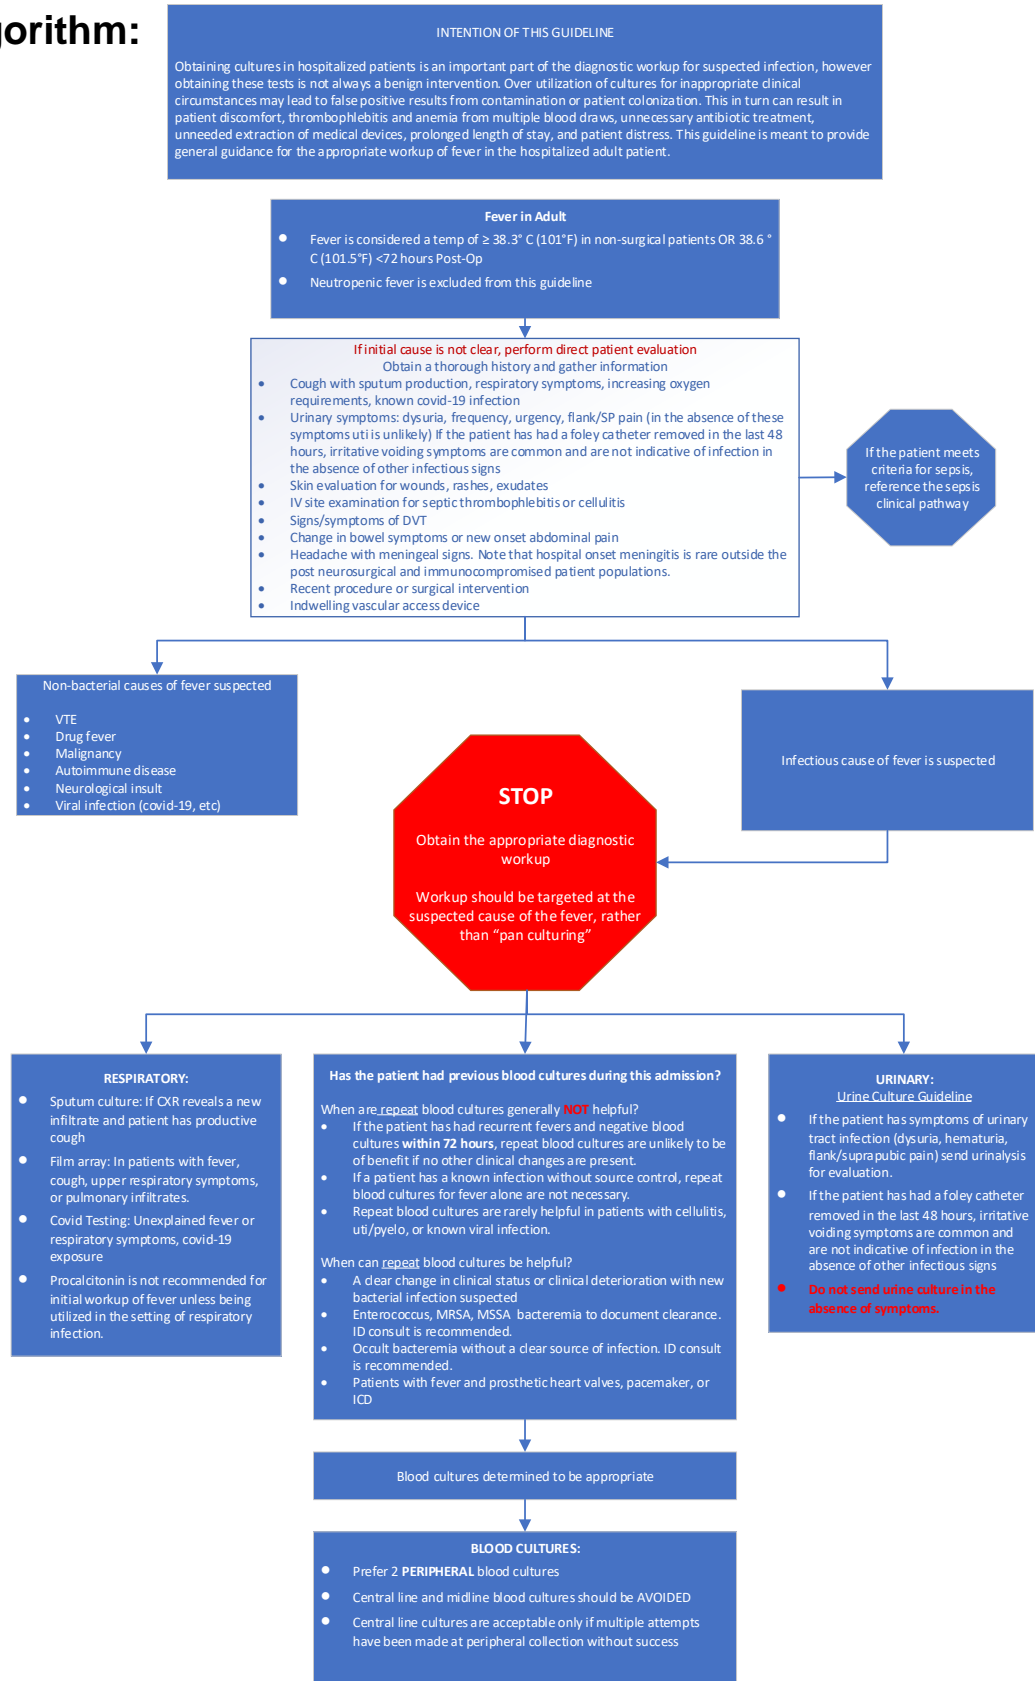 gorithm:
INTENTION OF THIS GUIDELINE
Obtaining cultures in hospitalized patients is an important part of the diagnostic workup for suspected infection, however
obtaining these tests is not always a benign intervention. Over utilization of cultures for inappropriate clinical
circumstances may lead to false positive results from contamination or patient colonization. This in turn can result in
patient discomfort, thrombophlebitis and anemia from multiple blood draws, unnecessary antibiotic treatment,
unneeded extraction of medical devices, prolonged length of stay, and patient distress. This guideline is meant to provide
general guidance for the appropriate workup of fever in the hospitalized adult patient.
Fever in Adult
● Fever is considered a temp of ≥ 38.3° C (101°F) in non-surgical patients OR 38.6 °
C (101.5°F) <72 hours Post-Op
● Neutropenic fever is excluded from this guideline
If initial cause is not clear, perform direct patient evaluation
Obtain a thorough history and gather information
• Cough with sputum production, respiratory symptoms, increasing oxygen
requirements, known covid-19 infection
• Urinary symptoms: dysuria, frequency, urgency, flank/SP pain (in the absence of these
symptoms uti is unlikely) If the patient has had a foley catheter removed in the last 48
hours, irritative voiding symptoms are common and are not indicative of infection in
the absence of other infectious signs
• Skin evaluation for wounds, rashes, exudates
• IV site examination for septic thrombophlebitis or cellulitis
• Signs/symptoms of DVT
• Change in bowel symptoms or new onset abdominal pain
• Headache with meningeal signs. Note that hospital onset meningitis is rare outside the
post neurosurgical and immunocompromised patient populations.
• Recent procedure or surgical intervention
• Indwelling vascular access device
If the patient meets
criteria for sepsis,
reference the sepsis
clinical pathway
Non-bacterial causes of fever suspected
• VTE
• Drug fever
• Malignancy
• Autoimmune disease
• Neurological insult
• Viral infection (covid-19, etc)
Infectious cause of fever is suspected
STOP
Obtain the appropriate diagnostic
workup
Workup should be targeted at the
suspected cause of the fever, rather
than “pan culturing”
RESPIRATORY:
● Sputum culture: If CXR reveals a new
infiltrate and patient has productive
cough
● Film array: In patients with fever,
cough, upper respiratory symptoms,
or pulmonary infiltrates.
● Covid Testing: Unexplained fever or
respiratory symptoms, covid-19
exposure
● Procalcitonin is not recommended for
initial workup of fever unless being
utilized in the setting of respiratory
infection.
Has the patient had previous blood cultures during this admission?
When are repeat blood cultures generally NOT helpful?
• If the patient has had recurrent fevers and negative blood
cultures within 72 hours, repeat blood cultures are unlikely to be
of benefit if no other clinical changes are present.
• If a patient has a known infection without source control, repeat
blood cultures for fever alone are not necessary.
• Repeat blood cultures are rarely helpful in patients with cellulitis,
uti/pyelo, or known viral infection.
When can repeat blood cultures be helpful?
• A clear change in clinical status or clinical deterioration with new
bacterial infection suspected
• Enterococcus, MRSA, MSSA bacteremia to document clearance.
ID consult is recommended.
• Occult bacteremia without a clear source of infection. ID consult
is recommended.
• Patients with fever and prosthetic heart valves, pacemaker, or
ICD
URINARY:
Urine Culture Guideline
● If the patient has symptoms of urinary
tract infection (dysuria, hematuria,
flank/suprapubic pain) send urinalysis
for evaluation.
● If the patient has had a foley catheter
removed in the last 48 hours, irritative
voiding symptoms are common and
are not indicative of infection in the
absence of other infectious signs
● Do not send urine culture in the
absence of symptoms.
Blood cultures determined to be appropriate
BLOOD CULTURES:
● Prefer 2 PERIPHERAL blood cultures
● Central line and midline blood cultures should be AVOIDED
● Central line cultures are acceptable only if multiple attempts
have been made at peripheral collection without success